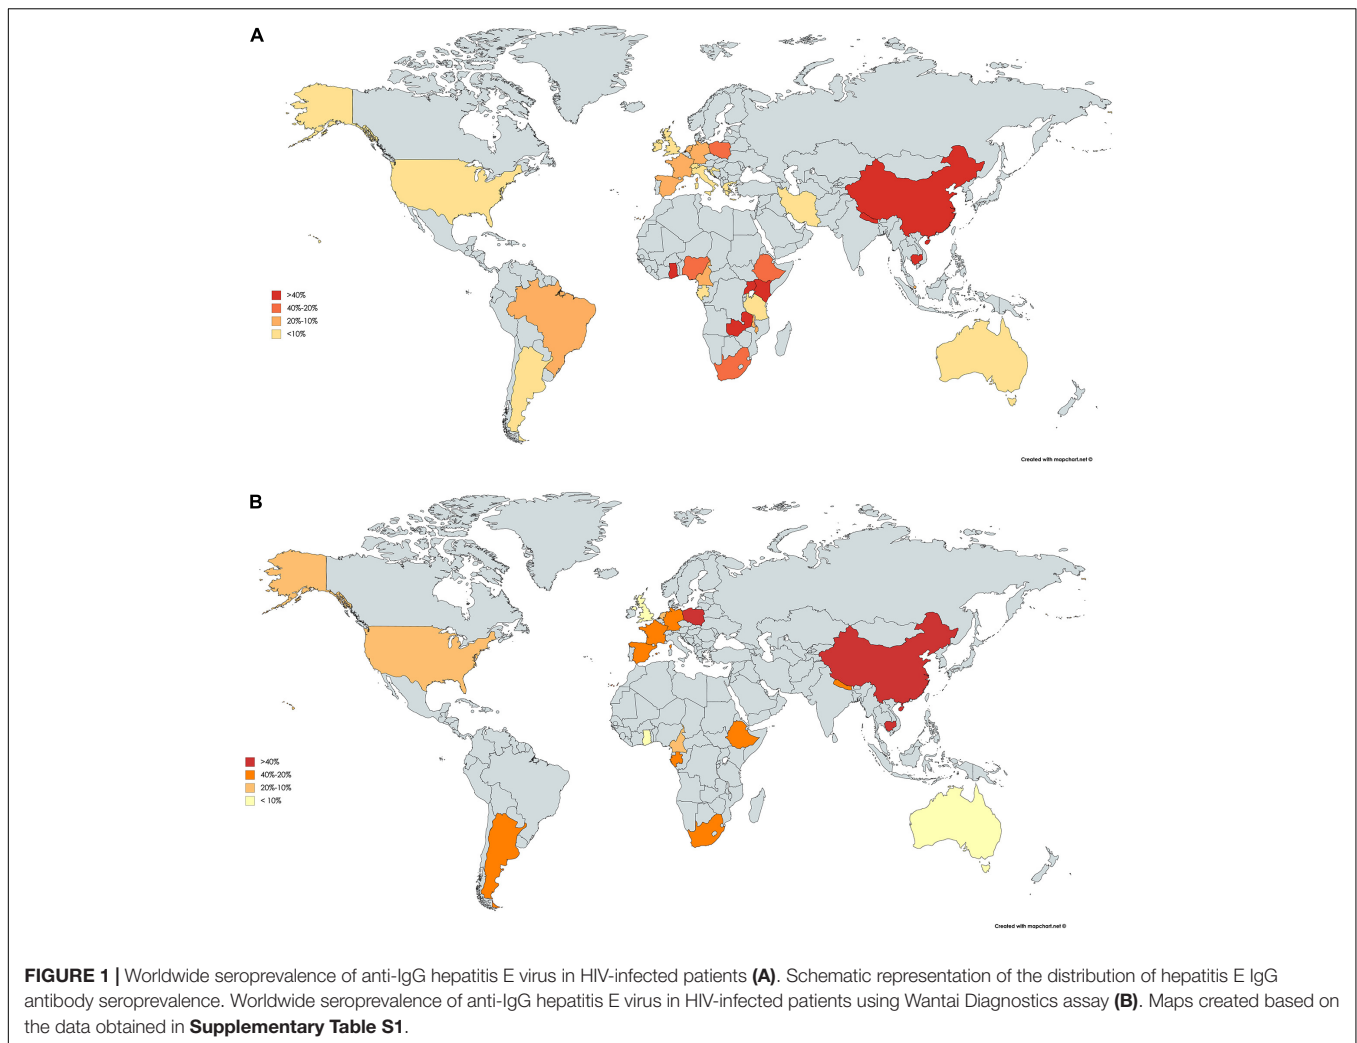 A
>40%
40%-20%
20%-10%
<10%
Created with mapchart.net ©
B
>40%
40%-20%
20%-10%
< 10%
Created with mapchart.net ©
FIGURE 1 | Worldwide seroprevalence of anti-IgG hepatitis E virus in HIV-infected patients (A). Schematic representation of the distribution of hepatitis E IgG
antibody seroprevalence. Worldwide seroprevalence of anti-IgG hepatitis E virus in HIV-infected patients using Wantai Diagnostics assay (B). Maps created based on
the data obtained in Supplementary Table S1.